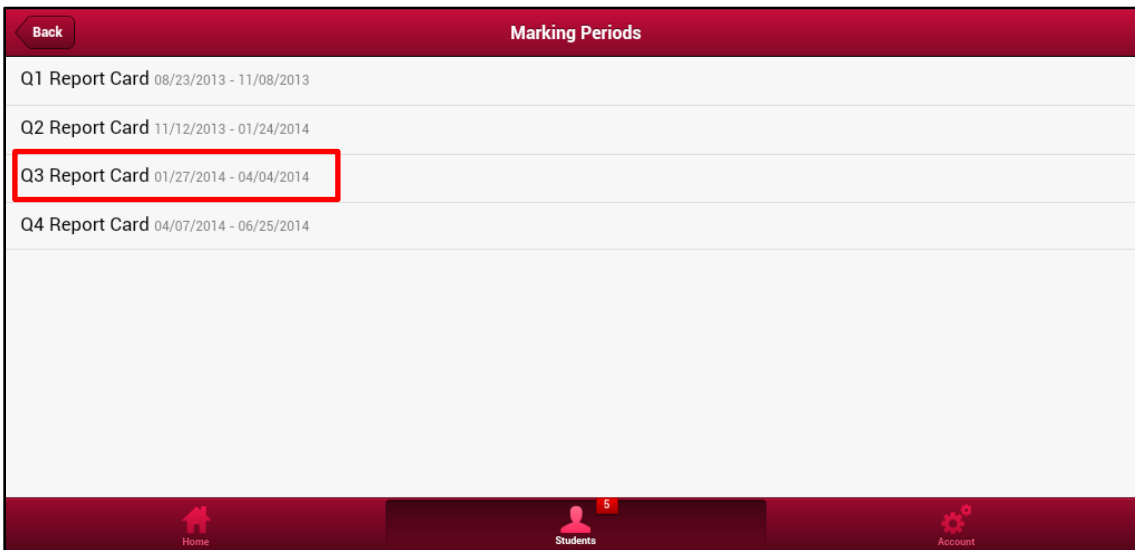 Back
Marking Periods
Q1 Report Card 08/23/2013 - 11/08/2013
Q2 Report Card 11/12/2013 - 01/24/2014
Q3 Report Card 01/27/2014 - 04/04/2014
Q4 Report Card 04/07/2014 - 06/25/2014
5
Home
Students
Account